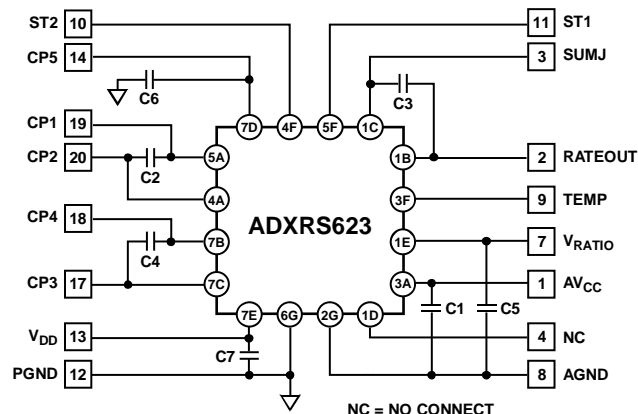 ST2 10
11 ST1
CP5 14
3 SUMJ
C6
C3
7D 4F 5F 1C
CP1 19
CP2 20
C2
5A
1B
2 RATEOUT
4A
3F
9 TEMP
ADXRS623
CP4 18
7B
1E
7 VRATIO
C4
CP3 17
7C
3A
1 AVCC
7E 6G 2G 1D
C1
C5
VDD 13
4 NC
C7
PGND 12
8 AGND
NC = NO CONNECT